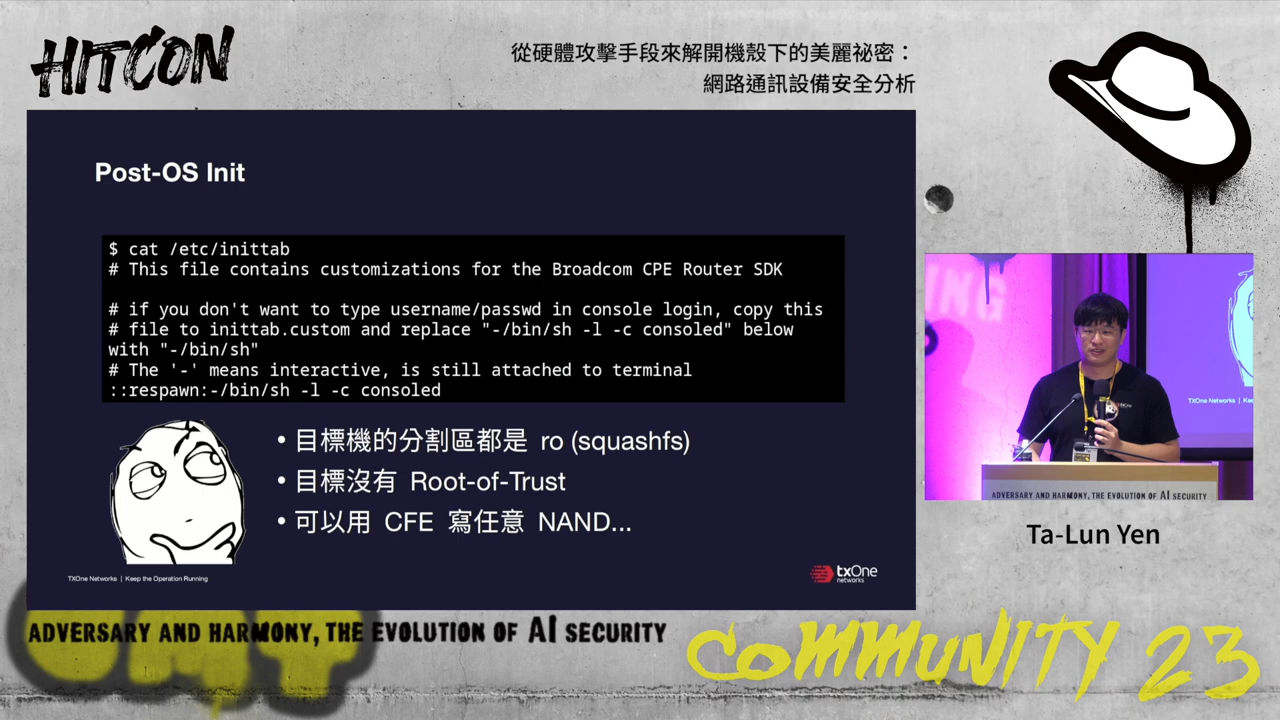 HITCON
從硬體攻擊手段來解開機殼下的美麗祕密：
網路通訊設備安全分析
Post-OS Init
$ cat /etc/inittab
# This file contains customizations for the Broadcom CPE Router SDK
# if you don't want to type username/passwd in console login, copy this
# file to inittab.custom and replace "-/bin/sh -l -c consoled" below
with "-/bin/sh"
# The '-' means interactive, is still attached to terminal
::respawn:-/bin/sh -l -c consoled
• 目標機的分割區都是 ro (squashfs)
• 目標沒有 Root-of-Trust
• 可以用 CFE 寫任意 NAND...
TXOne Networks | Keep the Operation Running
txOne
networks
ING
TXOne Networks | Kee
ADVERSARY AND HARMONY, THE EVOLUTION OF AI SECURITY
Ta-Lun Yen
ADVERSARY AND HARMONY, THE EVOLUTION OF AI SECURITY
COMMUNITY 23